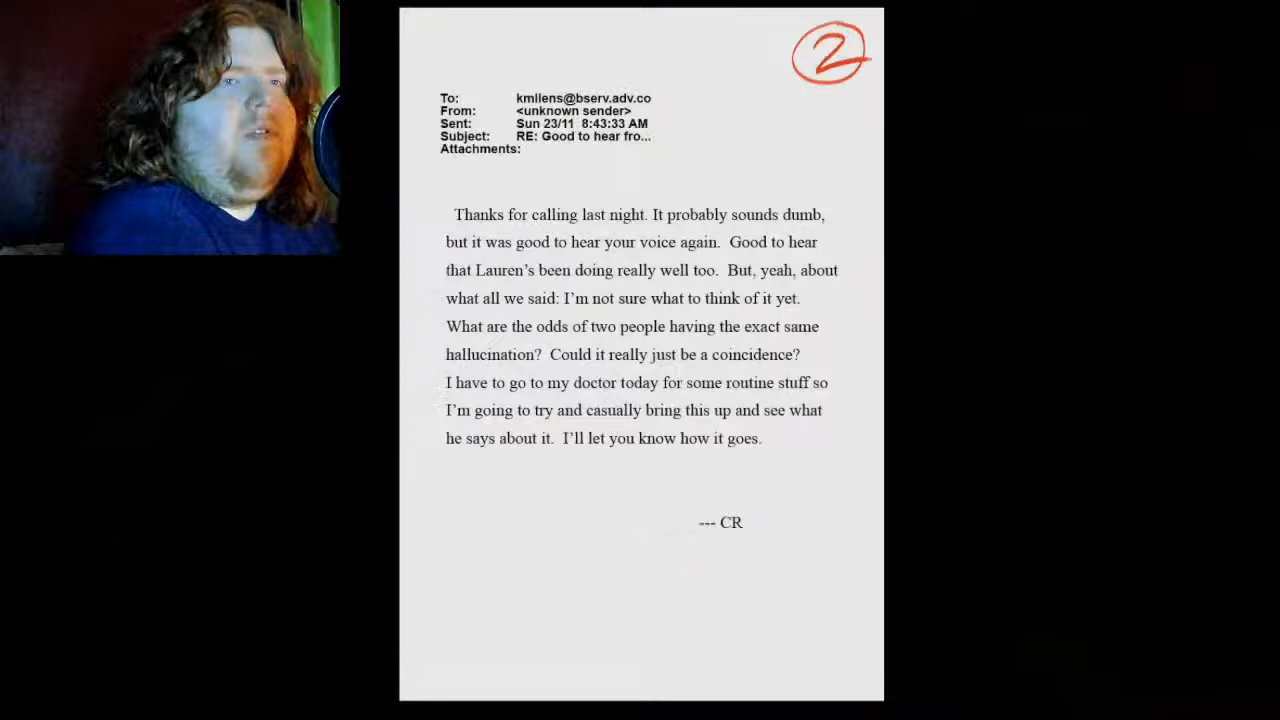 2
To: kmllens@bserv.adv.co
From: <unknown sender>
Sent: Sun 23/11 8:43:33 AM
Subject: RE: Good to hear fro...
Attachments:
Thanks for calling last night. It probably sounds dumb,
but it was good to hear your voice again. Good to hear
that Lauren’s been doing really well too. But, yeah, about
what all we said: I’m not sure what to think of it yet.
What are the odds of two people having the exact same
hallucination? Could it really just be a coincidence?
I have to go to my doctor today for some routine stuff so
I’m going to try and casually bring this up and see what
he says about it. I’ll let you know how it goes.
--- CR